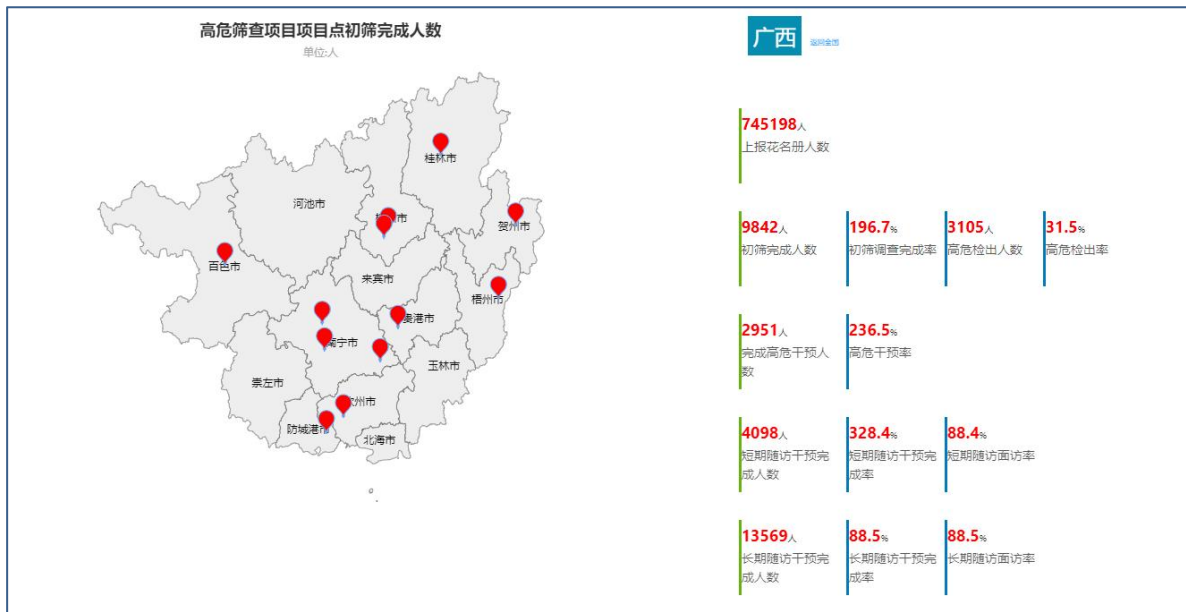 高危筛查项目项目点初筛完成人数
单位:人
广西
返回全国
桂林市
河池市
贺州市
百色市
来宾市
梧州市
贵港市
南宁市
玉林市
崇左市
钦州市
防城港市
北海市
745198人
上报花名册人数
9842人
初筛完成人数
196.7%
初筛调查完成率
3105人
高危检出人数
31.5%
高危检出率
2951人
完成高危干预人
数
236.5%
高危干预率
4098人
短期随访干预完
成人数
328.4%
短期随访干预完
成率
88.4%
短期随访面访率
13569人
长期随访干预完
成人数
88.5%
长期随访干预完
成率
88.5%
长期随访面访率